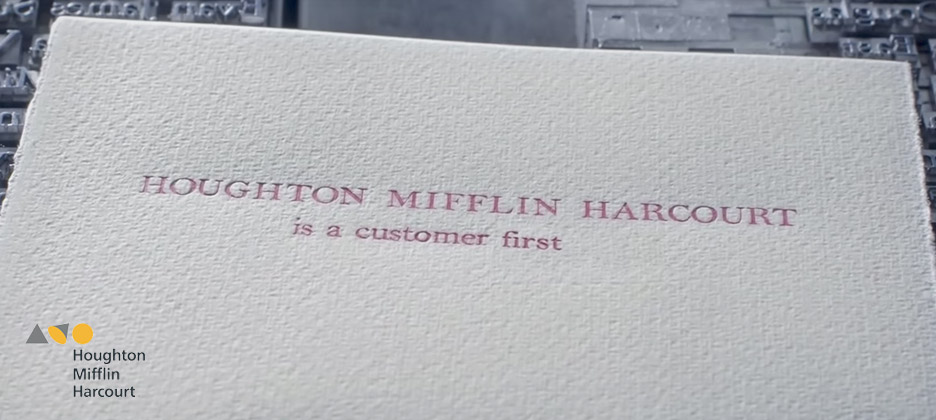 HOUGHTON MIFFLIN HARCOURT
is a customer first
Houghton
Mifflin
Harcourt